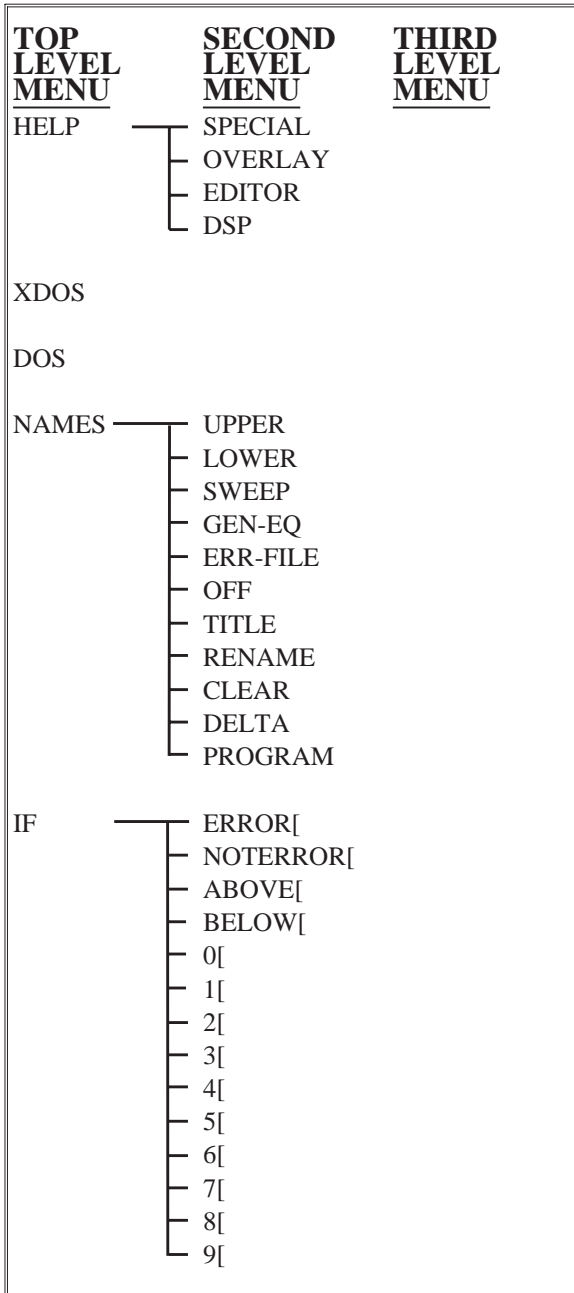 TOP SECOND THIRD
LEVEL LEVEL LEVEL
MENU MENU MENU
HELP SPECIAL
OVERLAY
EDITOR
DSP
XDOS
DOS
NAMES UPPER
LOWER
SWEEP
GEN-EQ
ERR-FILE
OFF
TITLE
RENAME
CLEAR
DELTA
PROGRAM
IF ERROR[
NOTERROR[
ABOVE[
BELOW[
0[
1[
2[
3[
4[
5[
6[
7[
8[
9[